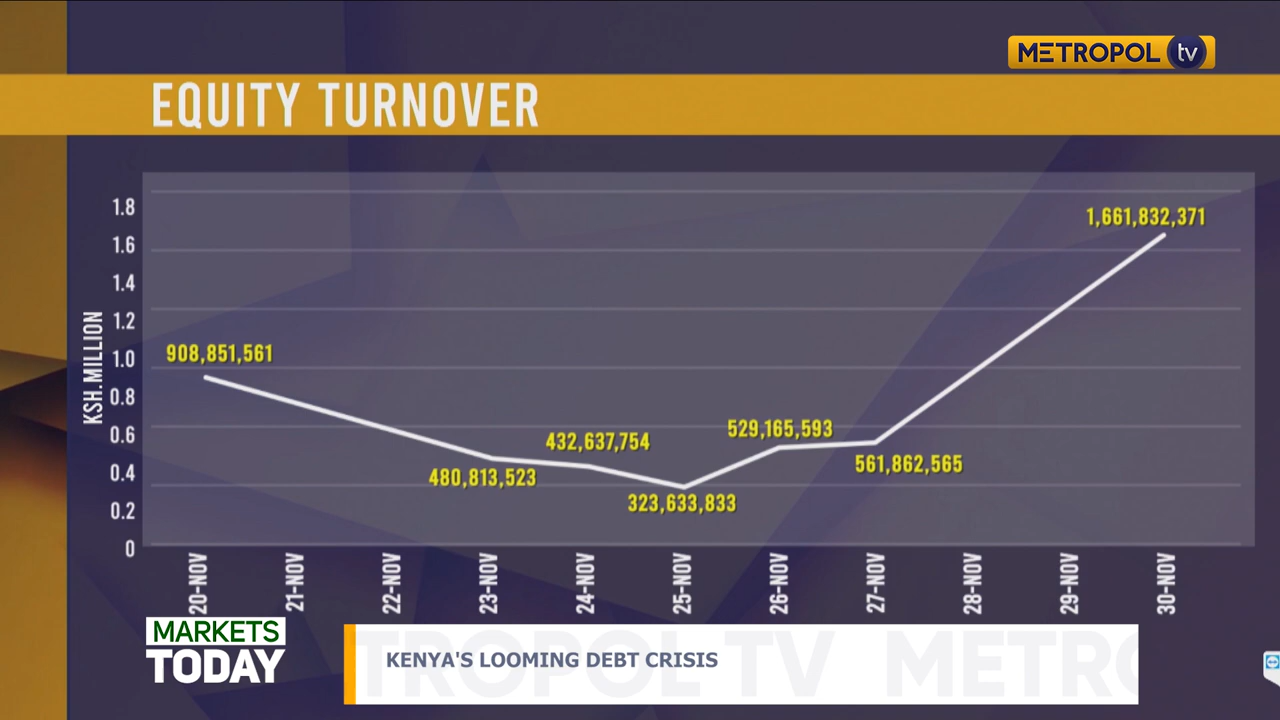 METROPOL tv
EQUITY TURNOVER
KSH.MILLION
1.8
1.6
1.4
1.2
1.0
0.8
0.6
0.4
0.2
0
908,851,561
480,813,523
432,637,754
323,633,833
529,165,593
561,862,565
1,661,832,371
20-NOV
21-NOV
22-NOV
23-NOV
24-NOV
25-NOV
26-NOV
27-NOV
28-NOV
29-NOV
30-NOV
MARKETS
TODAY
TROPOL TV METRO
KENYA'S LOOMING DEBT CRISIS